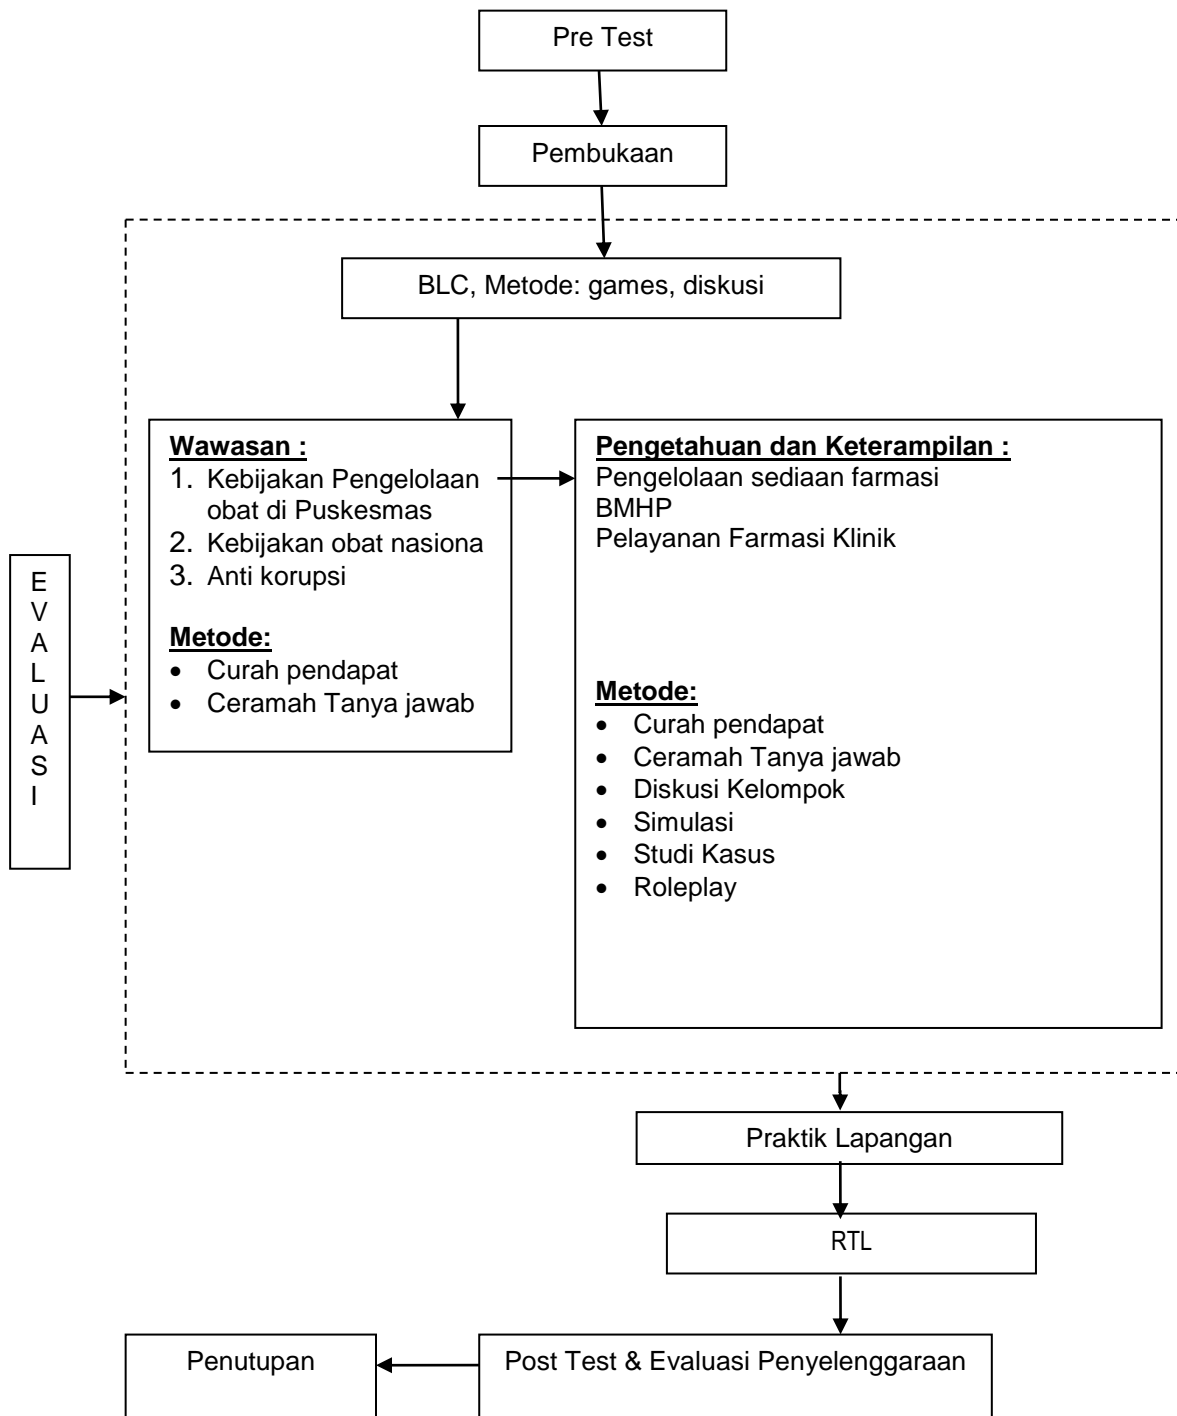 Pre Test
Pembukaan
BLC, Metode: games, diskusi
Wawasan :
1. Kebijakan Pengelolaan
obat di Puskesmas
2. Kebijakan obat nasiona
3. Anti korupsi
Metode:
• Curah pendapat
• Ceramah Tanya jawab
Pengetahuan dan Keterampilan :
Pengelolaan sediaan farmasi
BMHP
Pelayanan Farmasi Klinik
Metode:
• Curah pendapat
• Ceramah Tanya jawab
• Diskusi Kelompok
• Simulasi
• Studi Kasus
• Roleplay
E
V
A
L
U
A
S
I
Praktik Lapangan
RTL
Post Test & Evaluasi Penyelenggaraan
Penutupan